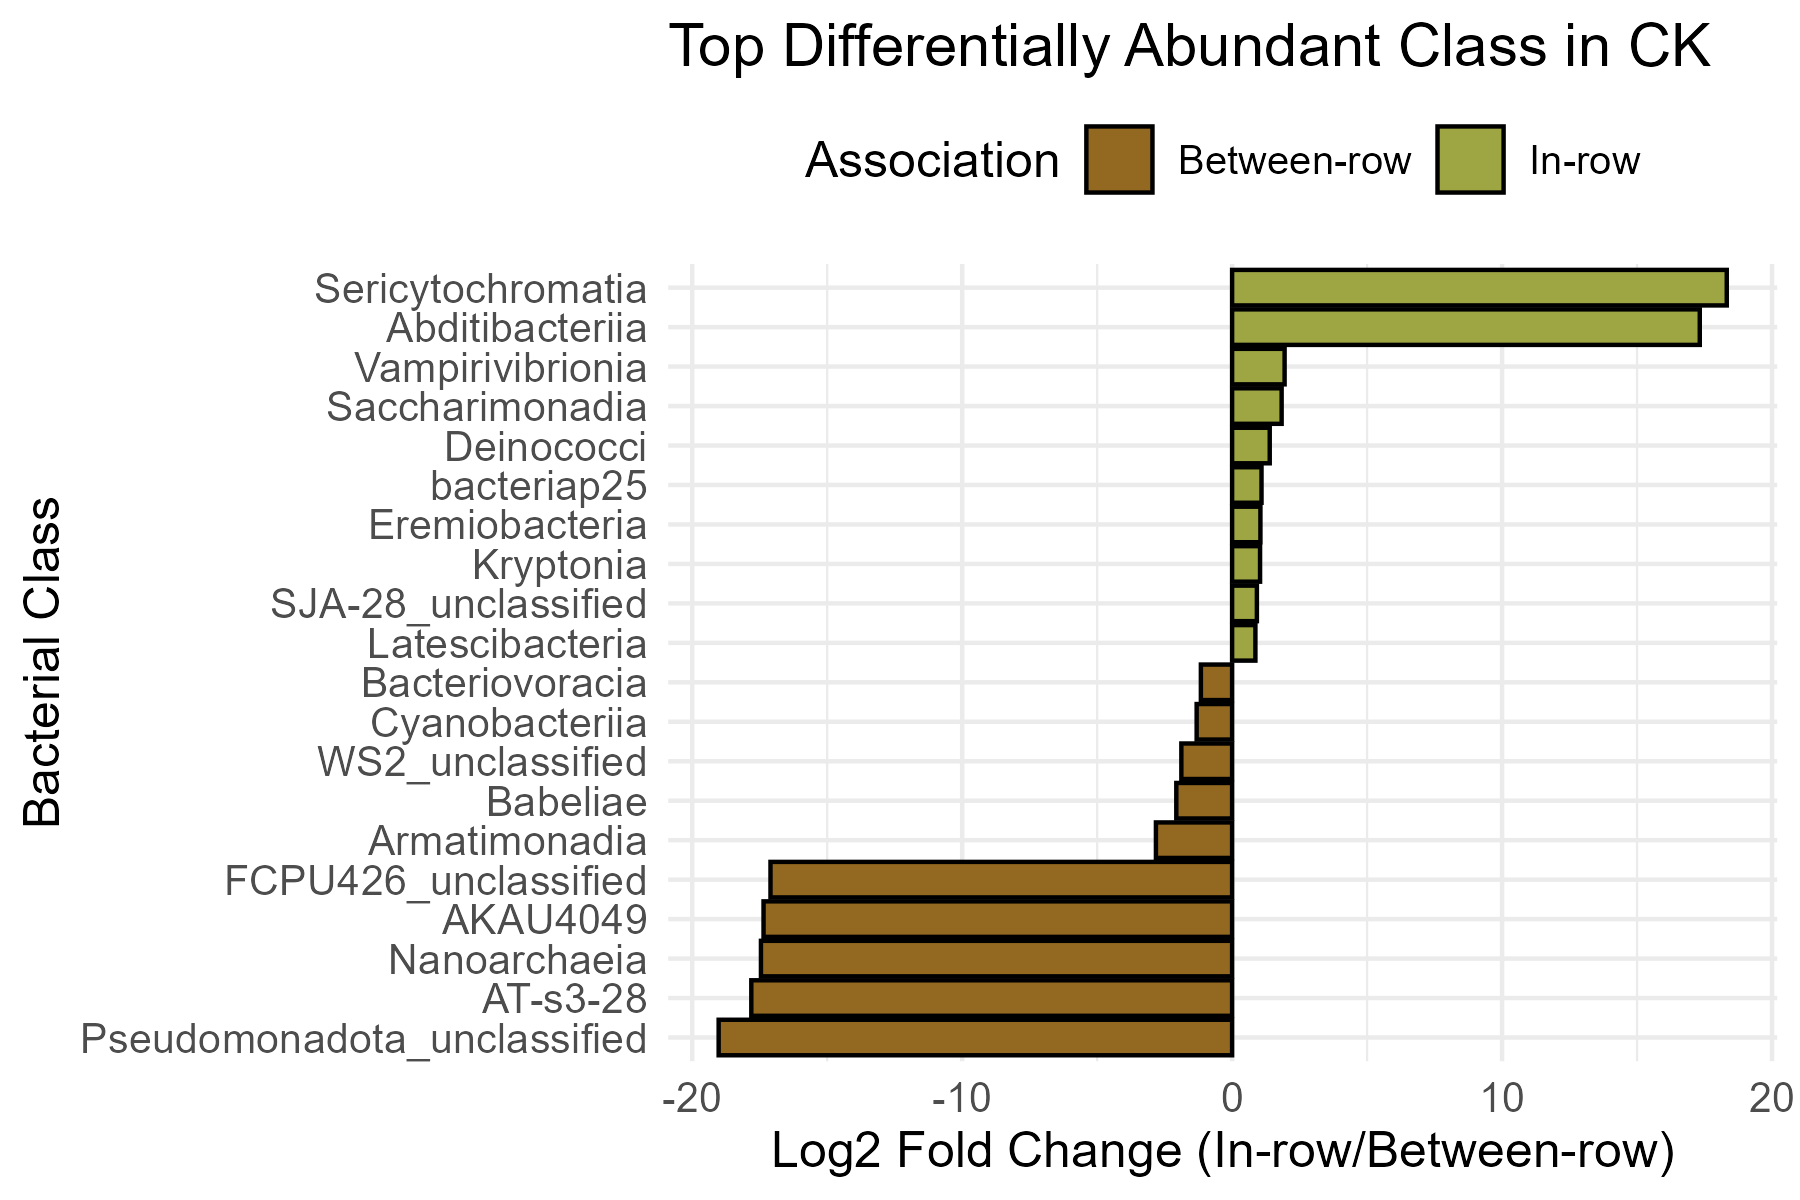 Top Differentially Abundant Class in CK
Association Between-row In-row
Bacterial Class
Sericytochromatia
Abditibacteriia
Vampirivibrionia
Saccharimonadia
Deinococci
bacteriap25
Eremiobacteria
Kryptonia
SJA-28_unclassified
Latescibacteria
Bacteriovoracia
Cyanobacteriia
WS2_unclassified
Babeliae
Armatimonadia
FCPU426_unclassified
AKAU4049
Nanoarchaeia
AT-s3-28
Pseudomonadota_unclassified
-20 -10 0 10 20
Log2 Fold Change (In-row/Between-row)